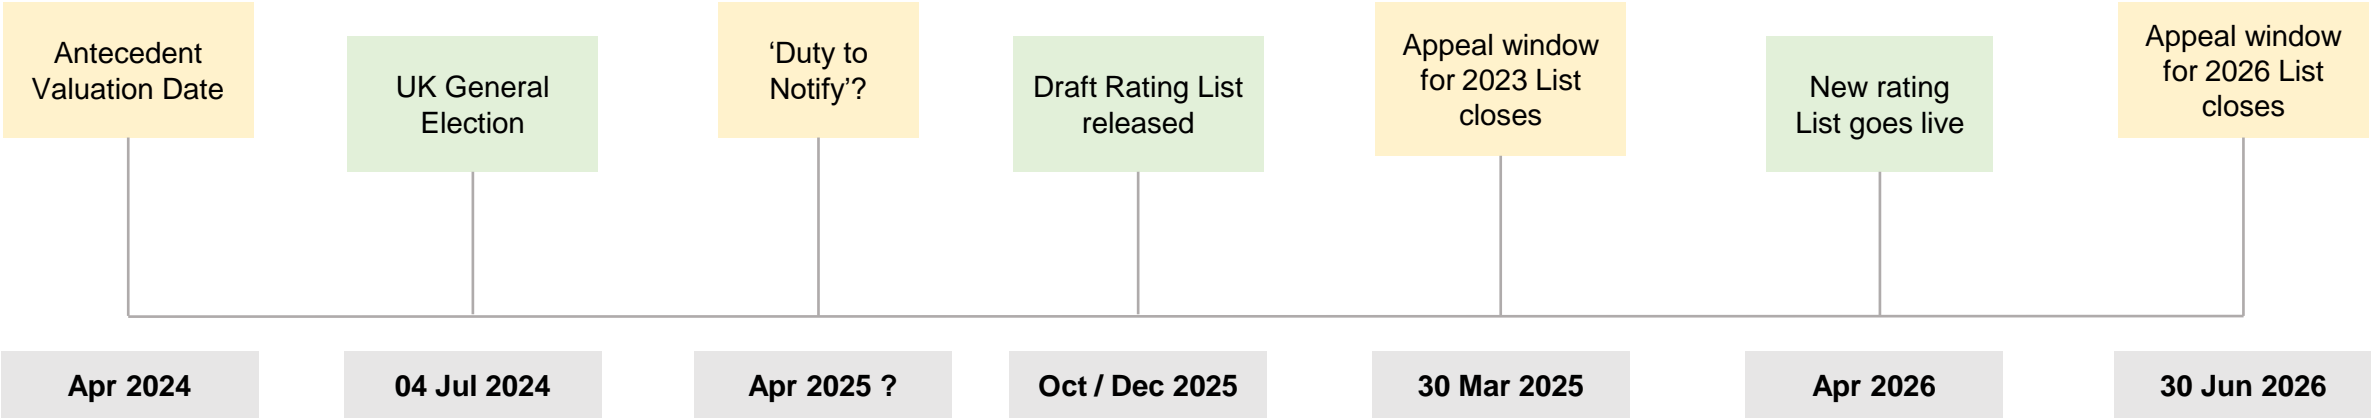 Antecedent
Valuation Date
UK General
Election
‘Duty to
Notify’?
Draft Rating List
released
Appeal window
for 2023 List
closes
New rating
List goes live
Appeal window
for 2026 List
closes
Apr 2024
04 Jul 2024
Apr 2025 ?
Oct / Dec 2025
30 Mar 2025
Apr 2026
30 Jun 2026